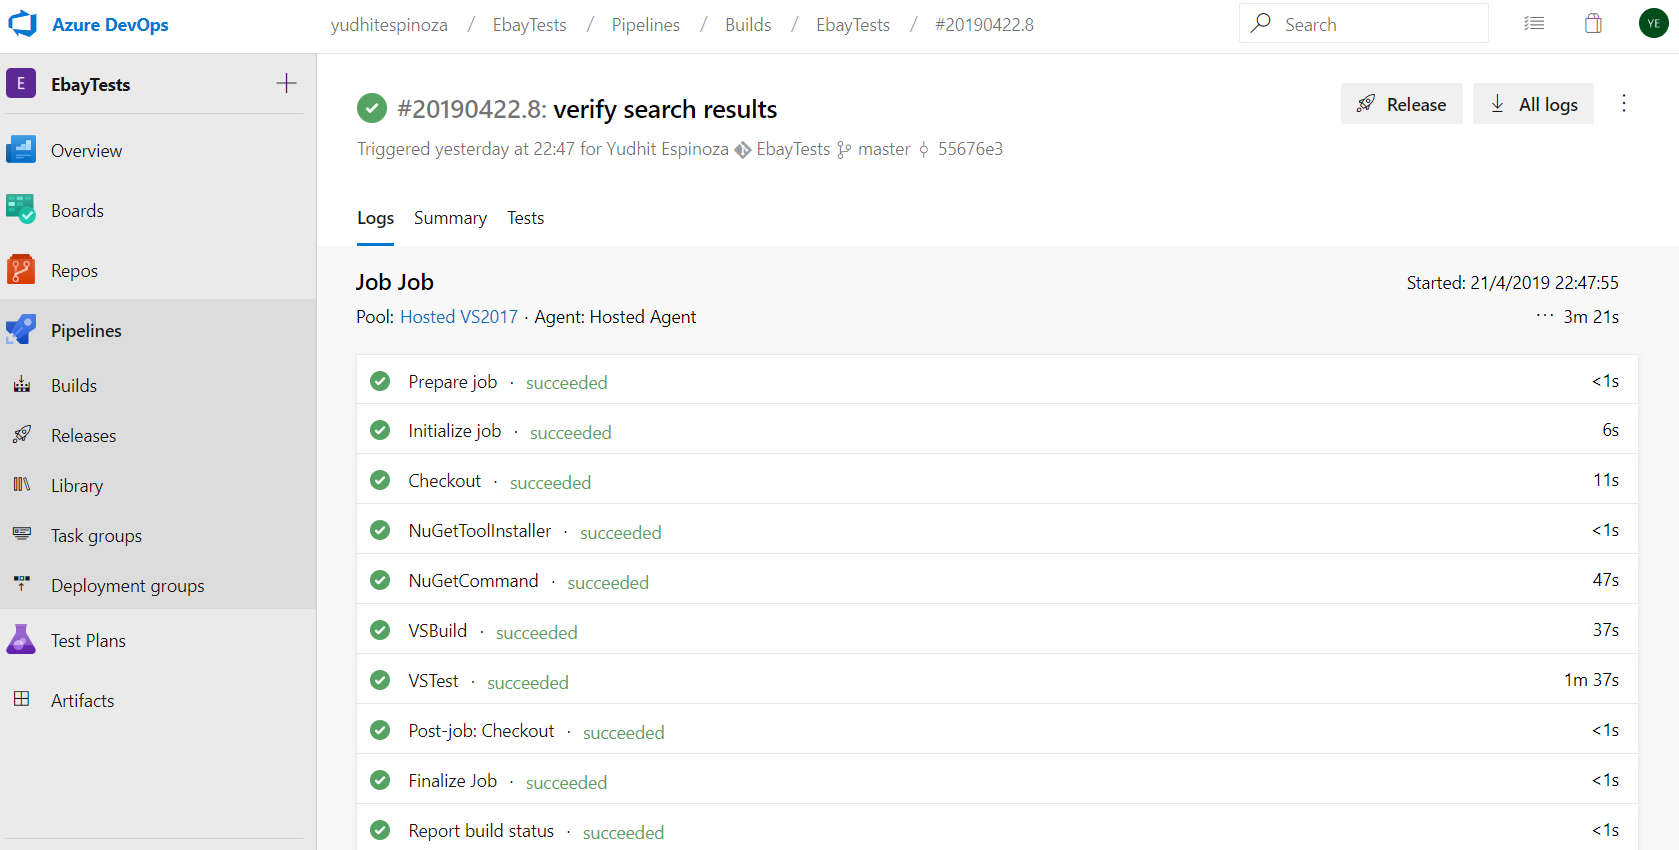 Azure DevOps
yudhitespinoza / EbayTests / Pipelines / Builds / EbayTests / #20190422.8
Search
YE
E EbayTests
Overview
Boards
Repos
Pipelines
Builds
Releases
Library
Task groups
Deployment groups
Test Plans
Artifacts
#20190422.8: verify search results
Release
All logs
Triggered yesterday at 22:47 for Yudhit Espinoza EbayTests master 55676e3
Logs Summary Tests
Job Job
Started: 21/4/2019 22:47:55
Pool: Hosted VS2017 · Agent: Hosted Agent
··· 3m 21s
Prepare job · succeeded <1s
Initialize job · succeeded 6s
Checkout · succeeded 11s
NuGetToolInstaller · succeeded <1s
NuGetCommand · succeeded 47s
VSBuild · succeeded 37s
VSTest · succeeded 1m 37s
Post-job: Checkout · succeeded <1s
Finalize Job · succeeded <1s
Report build status · succeeded <1s